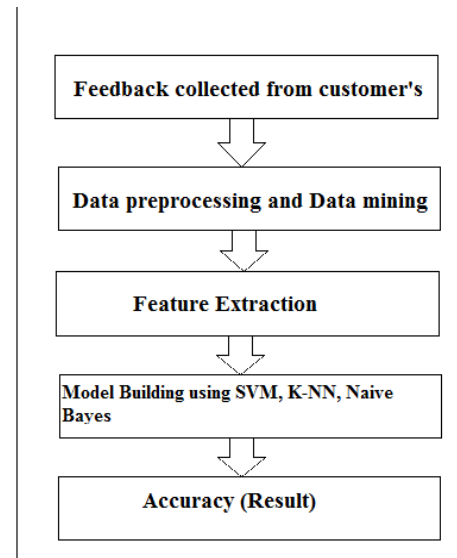 Feedback collected from customer's
Data preprocessing and Data mining
Feature Extraction
Model Building using SVM, K-NN, Naive
Bayes
Accuracy (Result)